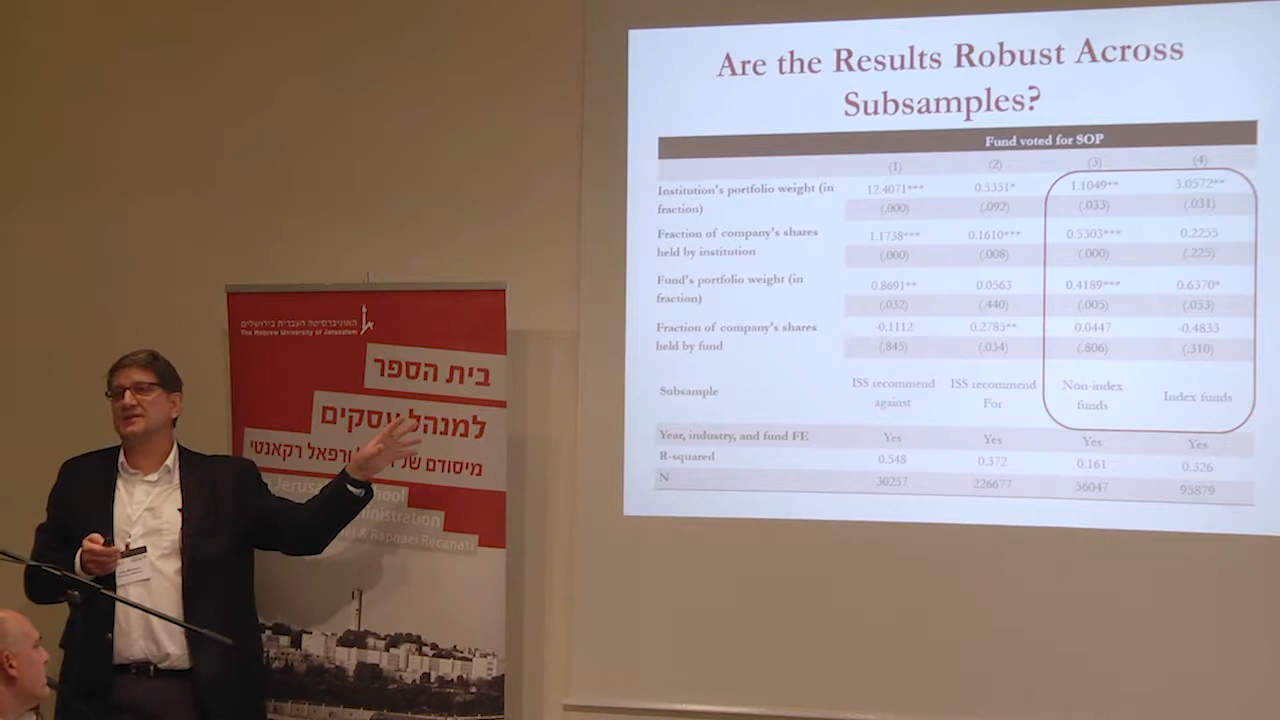 Are the Results Robust Across
Subsamples?
Fund voted for SOP
(1) (2) (3) (4)
Institution's portfolio weight (in
fraction)
12.4071*** 0.5351* 1.1049** 3.0572**
(.000) (.092) (.033) (.031)
Fraction of company's shares
held by institution
1.1738*** 0.1610*** 0.5303*** 0.2255
(.000) (.008) (.000) (.225)
Fund's portfolio weight (in
fraction)
0.8691** 0.0563 0.4189*** 0.6370*
(.032) (.440) (.005) (.053)
Fraction of company's shares
held by fund
-0.1112 0.2785** 0.0447 -0.4833
(.845) (.034) (.806) (.310)
Subsample
ISS recommend
against
ISS recommend
For
Non-index
funds
Index funds
Year, industry, and fund FE Yes Yes Yes Yes
R-squared 0.548 0.372 0.161 0.326
N 30257 226677 56047 95879
האוניברסיטה העברית בירושלים
The Hebrew University of Jerusalem
בית הספר
למנהל עסקים
מיסודם של ורפאל רקאנטי
Jerusalem School
& Raphael Recanati